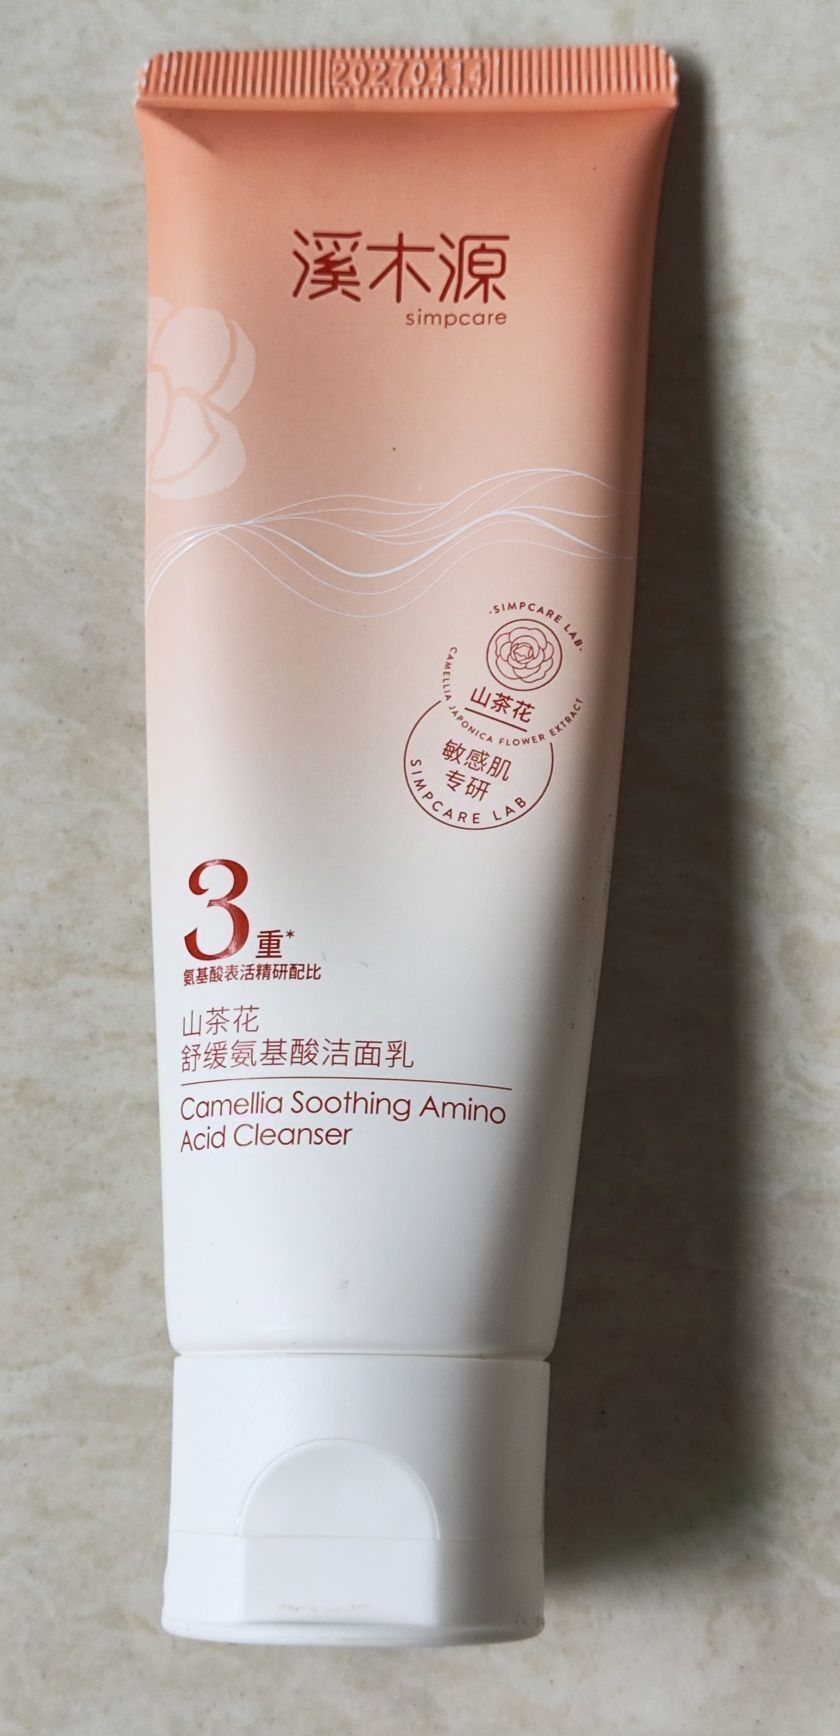 20270414
溪木源
simpcare
·SIMPCARE LAB·
山茶花
CAMELLIA JAPONICA FLOWER EXTRACT
敏感肌
专研
SIMPCARE LAB
3重*
氨基酸表活精研配比
山茶花
舒缓氨基酸洁面乳
Camellia Soothing Amino
Acid Cleanser